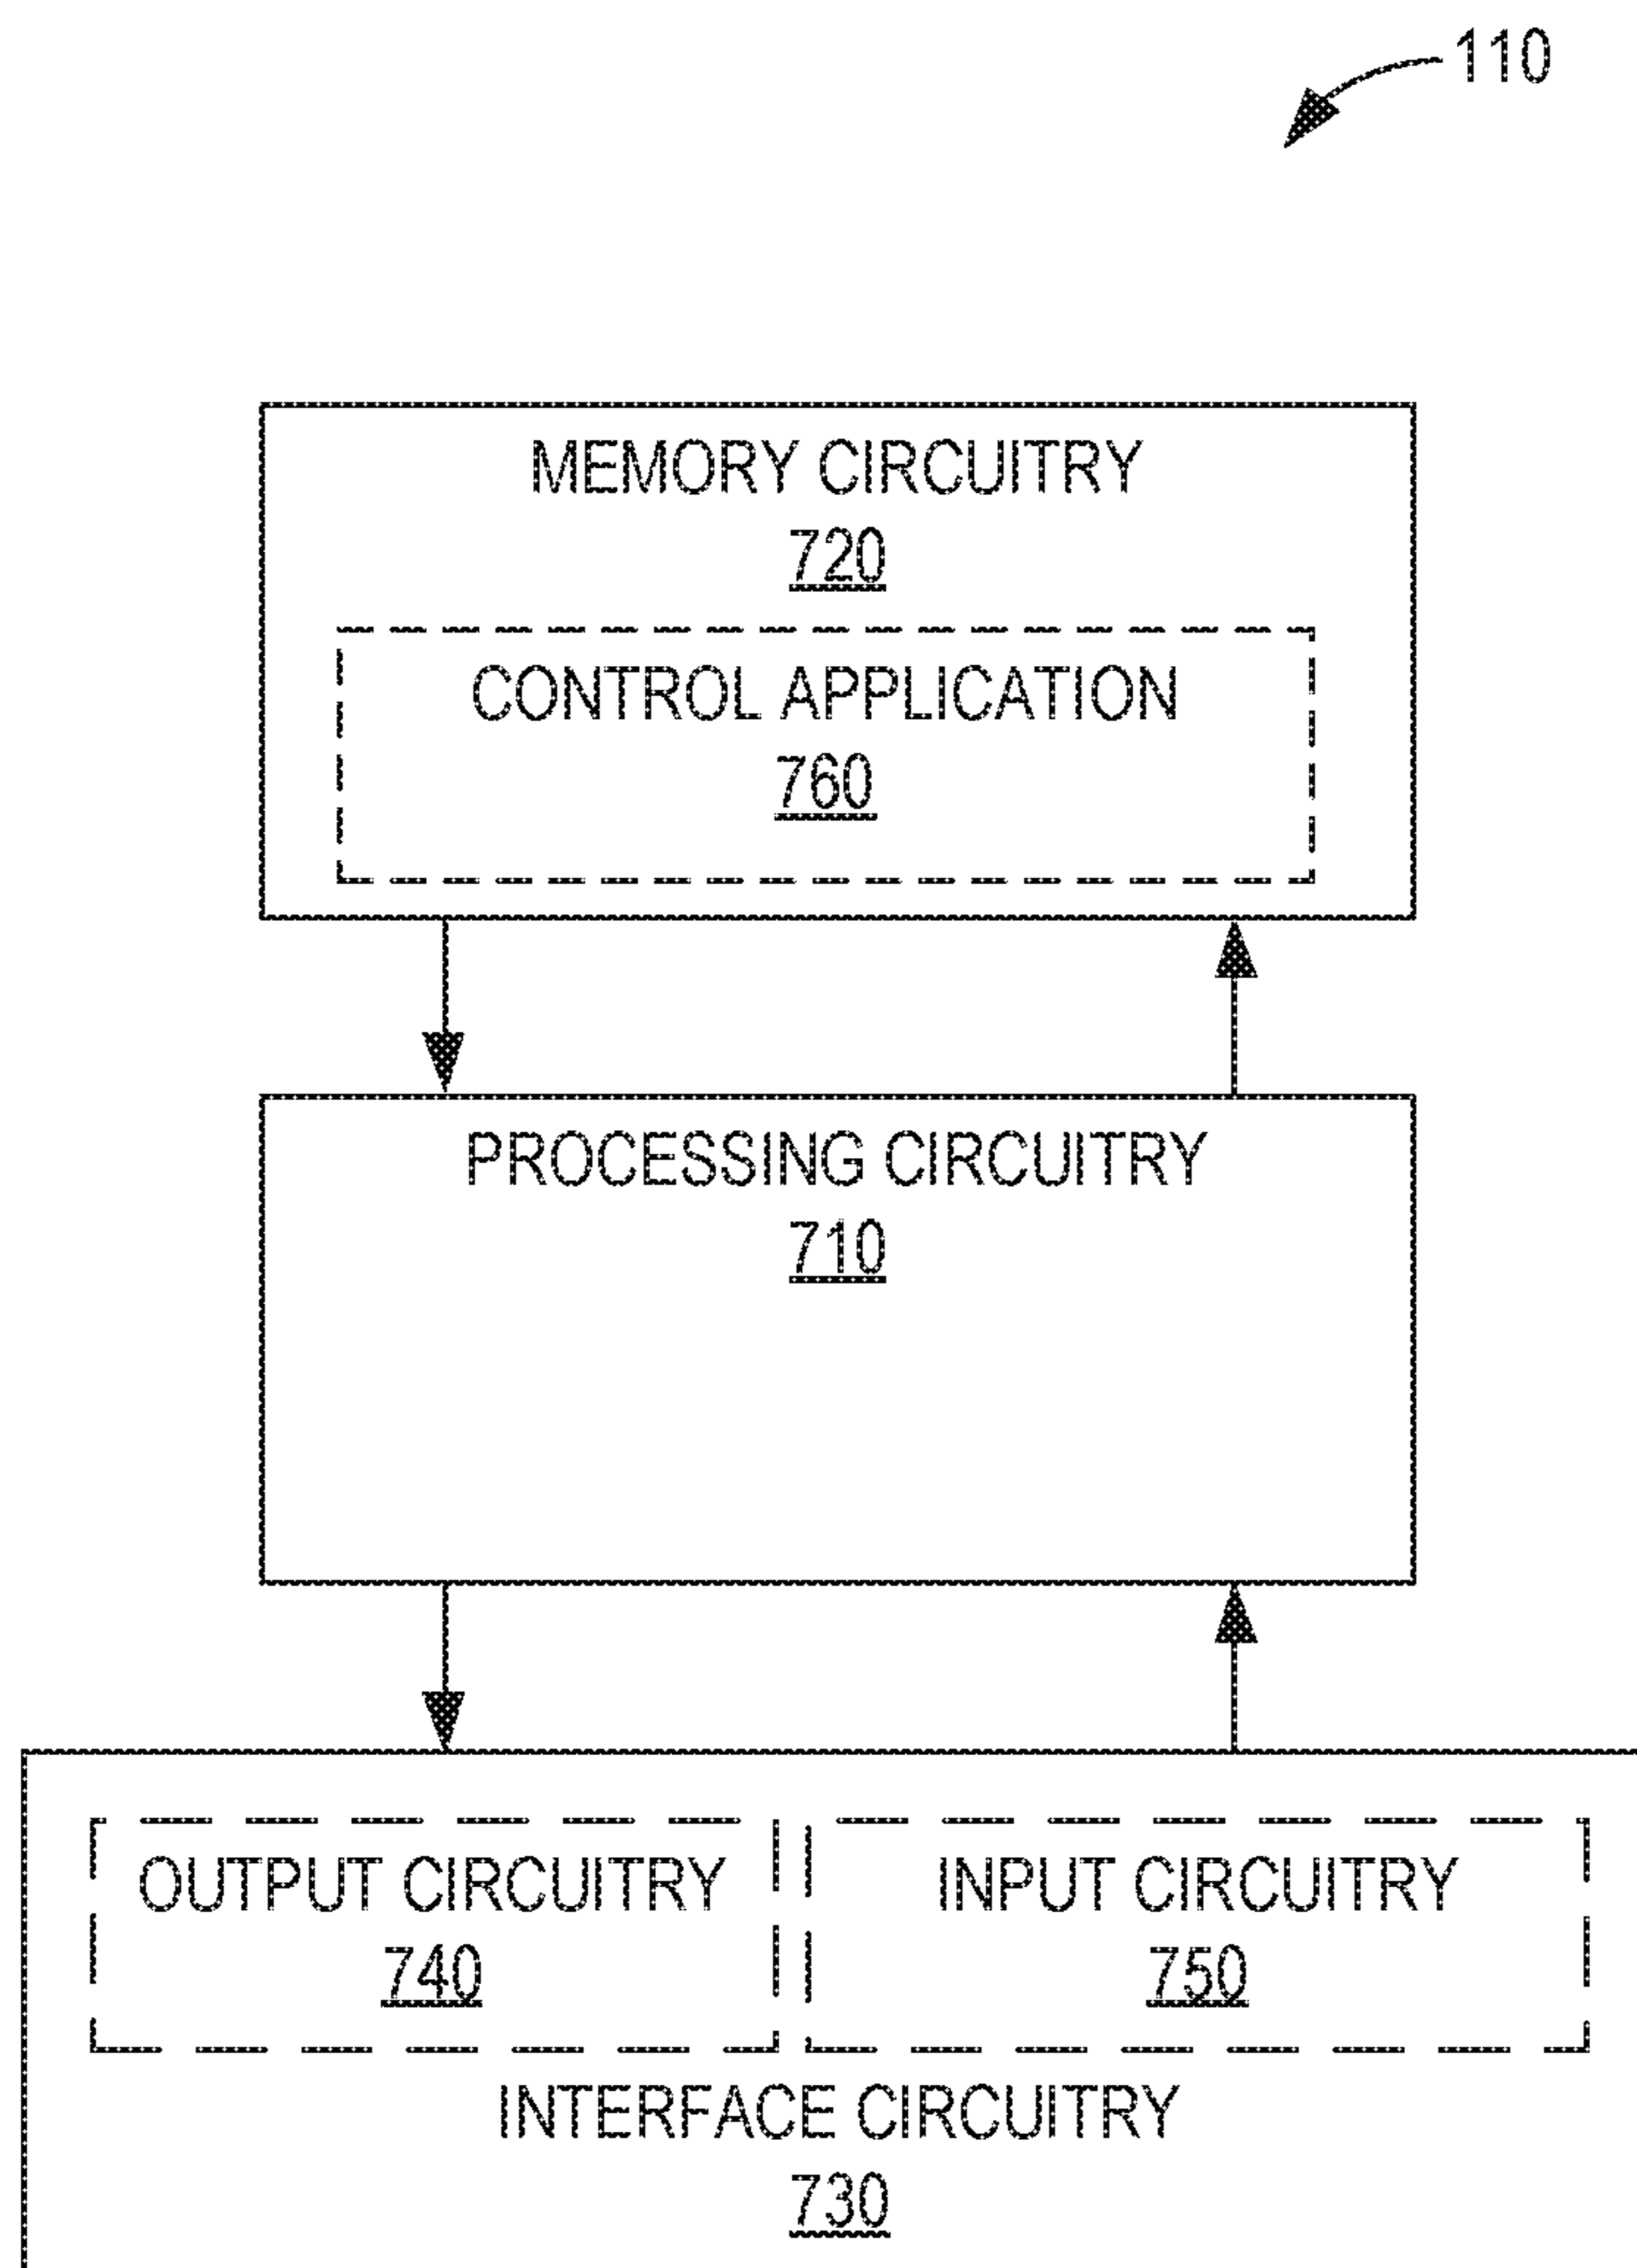 110
MEMORY CIRCUITRY
720
CONTROL APPLICATION
760
PROCESSING CIRCUITRY
710
OUTPUT CIRCUITRY
740
INPUT CIRCUITRY
750
INTERFACE CIRCUITRY
730